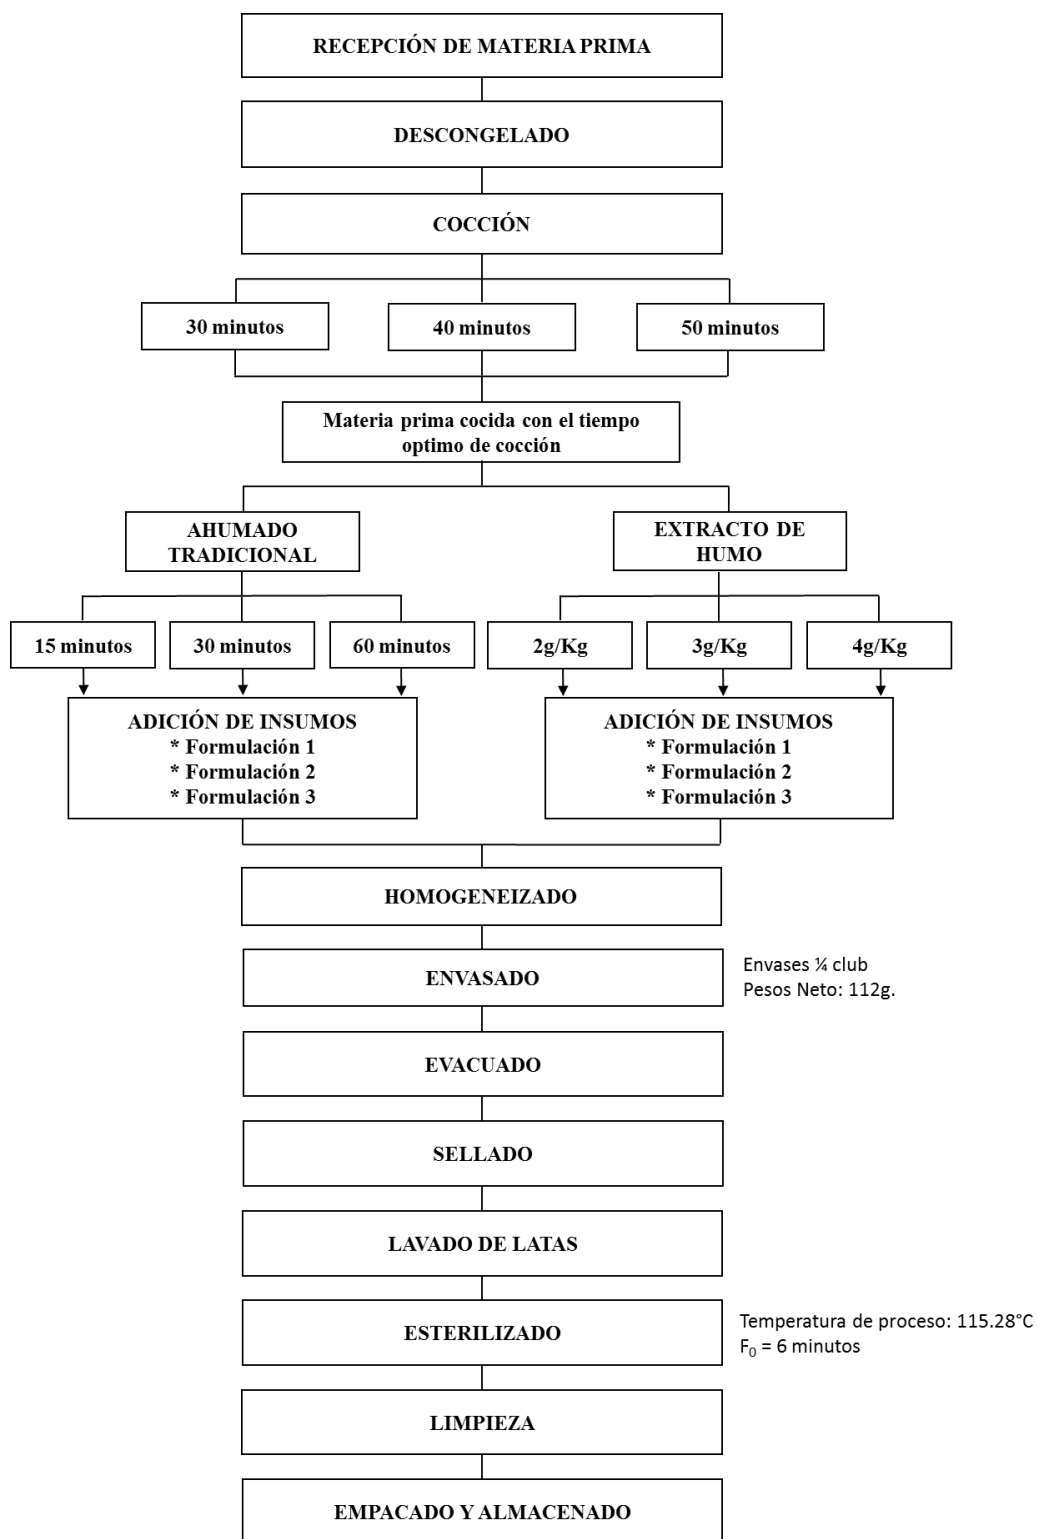 RECEPCIÓN DE MATERIA PRIMA
DESCONGELADO
COCCIÓN
30 minutos
40 minutos
50 minutos
Materia prima cocida con el tiempo
optimo de cocción
AHUMADO
TRADICIONAL
EXTRACTO DE
HUMO
15 minutos
30 minutos
60 minutos
2g/Kg
3g/Kg
4g/Kg
ADICIÓN DE INSUMOS
* Formulación 1
* Formulación 2
* Formulación 3
ADICIÓN DE INSUMOS
* Formulación 1
* Formulación 2
* Formulación 3
HOMOGENEIZADO
ENVASADO
Envases ¼ club
Pesos Neto: 112g.
EVACUADO
SELLADO
LAVADO DE LATAS
ESTERILIZADO
Temperatura de proceso: 115.28°C
F₀ = 6 minutos
LIMPIEZA
EMPACADO Y ALMACENADO